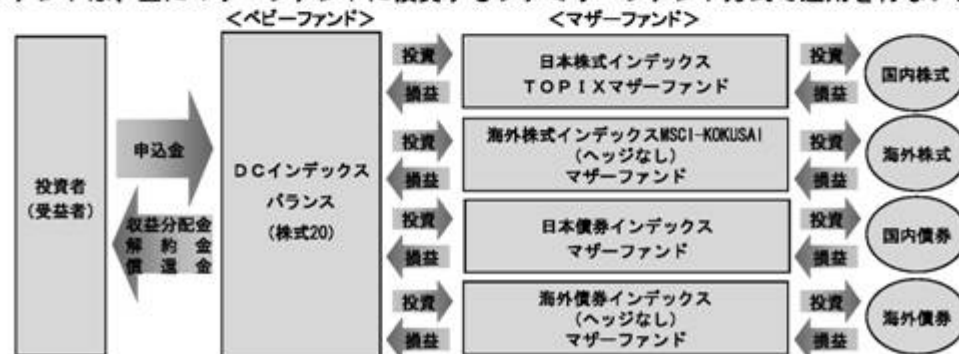 <ベビーファンド>
<マザーファンド>
投資者
(受益者)
申込金
収益分配金
解約金
償還金
DCインデックス
バランス
(株式20)
投資
損益
日本株式インデックス
TOPIXマザーファンド
投資
損益
国内株式
投資
損益
海外株式インデックスMSCI-KOKUSAI
(ヘッジなし)
マザーファンド
投資
損益
海外株式
投資
損益
日本債券インデックス
マザーファンド
投資
損益
国内債券
投資
損益
海外債券インデックス
(ヘッジなし)
マザーファンド
投資
損益
海外債券